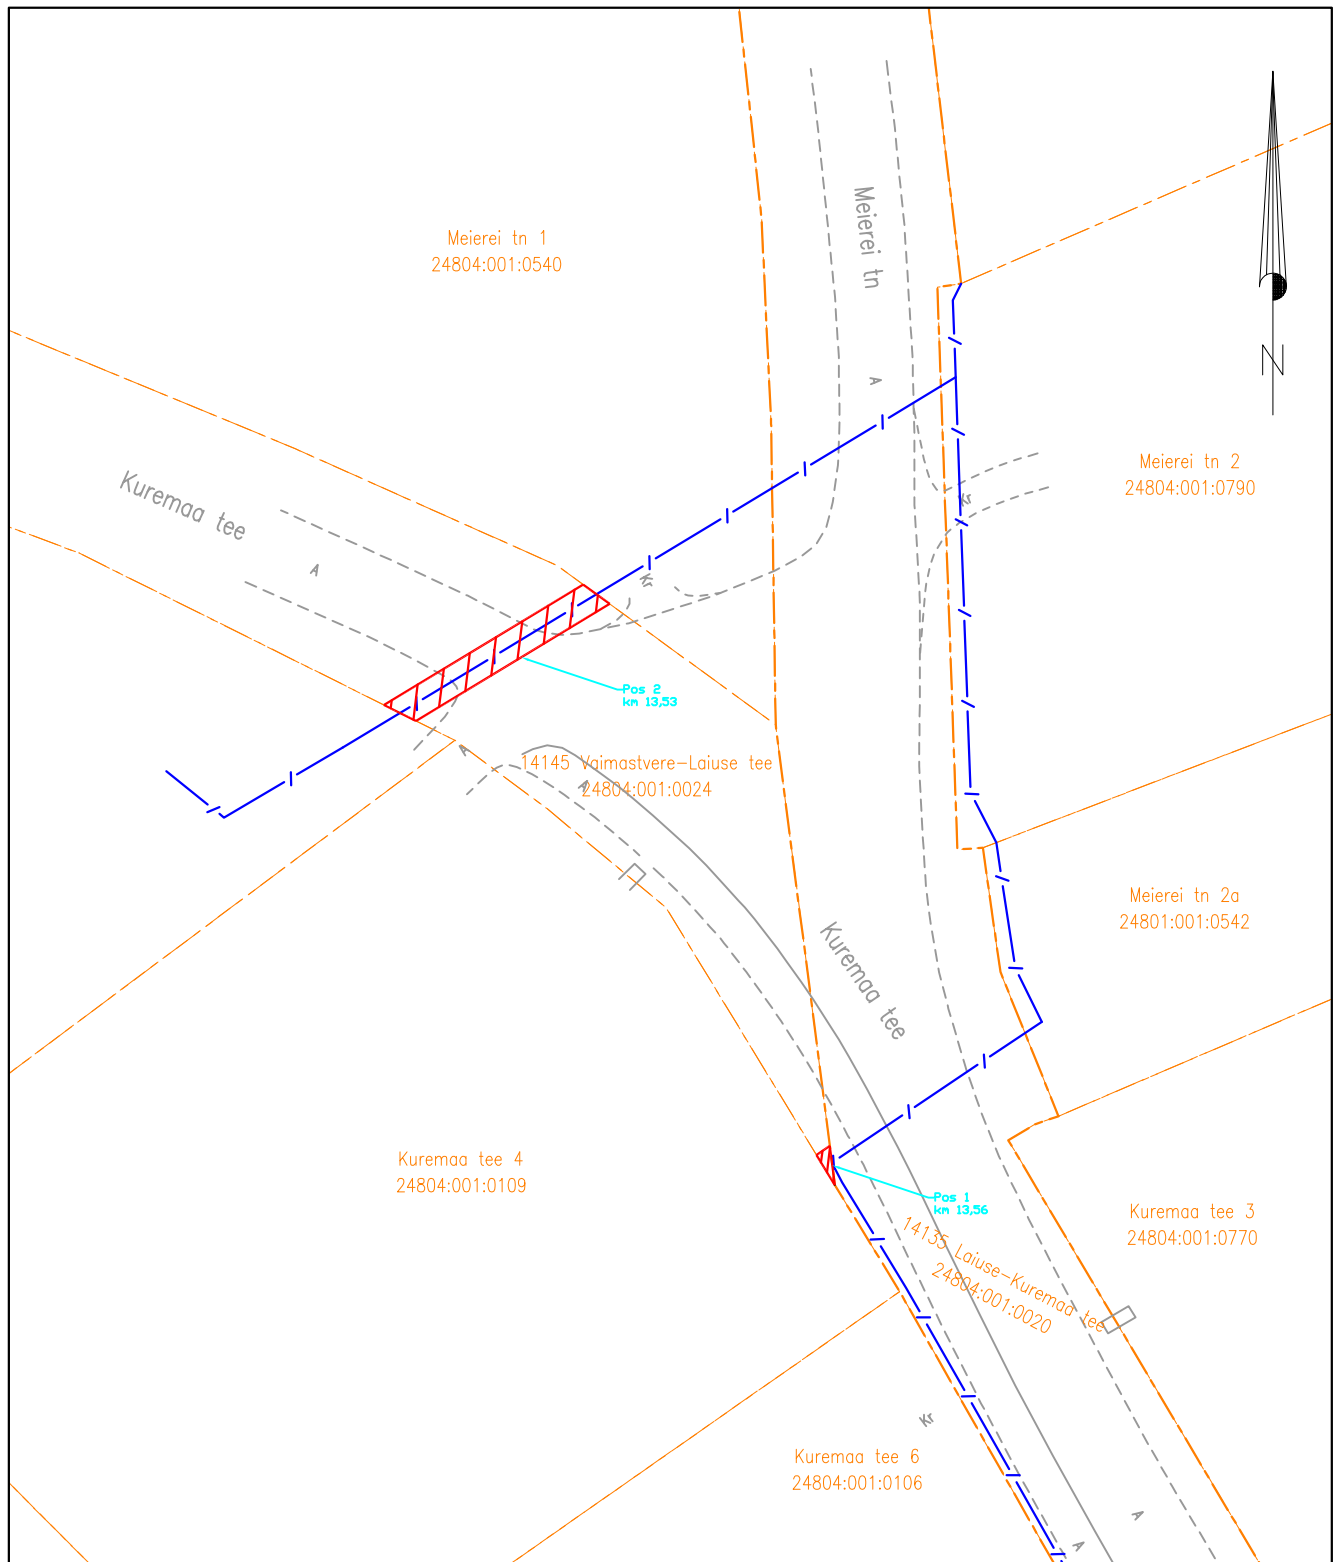 Meierei tn 1
24804:001:0540
Meierei tn
A
Meierei tn 2
24804:001:0790
N
Kuremaa tee
A
Kr
Kr
Pos 2
km 13,53
A
14145 Vaimastvere-Laiuse tee
24804:001:0024
A
Meierei tn 2a
24801:001:0542
Kuremaa tee
Kuremaa tee 4
24804:001:0109
Pos 1
km 13,56
Kuremaa tee 3
24804:001:0770
14135 Laiuse-Kuremaa tee
24804:001:0020
Kr
Kuremaa tee 6
24804:001:0106
A
A